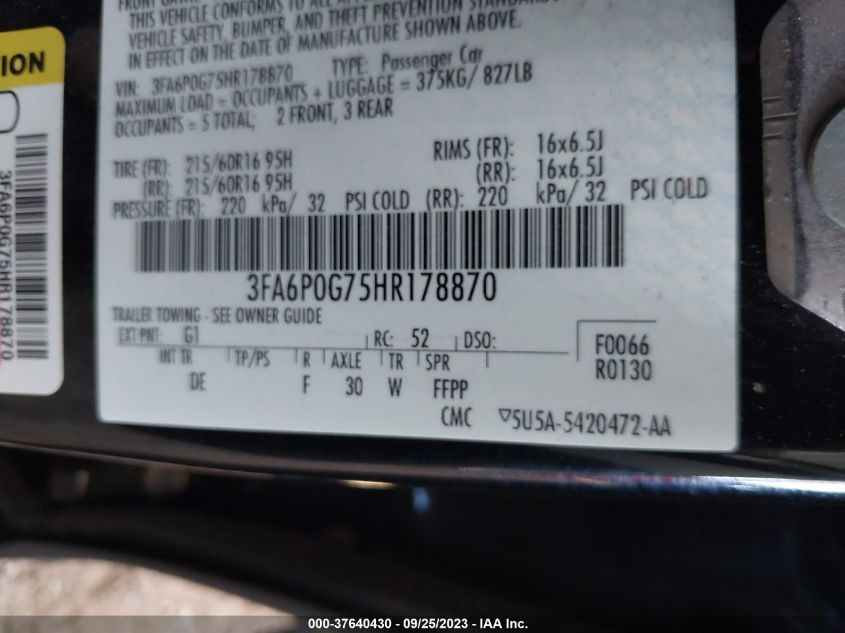 THIS VEHICLE CONFORMS TO ALL
VEHICLE SAFETY, BUMPER, AND THEFT PREVENTION STANDARDS
IN EFFECT ON THE DATE OF MANUFACTURE SHOWN ABOVE.
VIN: 3FA6P0G75HR178870 TYPE: Passenger Car
MAXIMUM LOAD = OCCUPANTS + LUGGAGE = 375KG/ 827LB
OCCUPANTS = 5 TOTAL; 2 FRONT, 3 REAR
TIRE (FR): 215/60R16 95H RIMS (FR): 16x6.5J
(RR): 215/60R16 95H (RR): 16x6.5J
PRESSURE (FR): 220 kPa/ 32 PSI COLD (RR): 220 kPa/ 32 PSI COLD
3FA6P0G75HR178870
TRAILER TOWING - SEE OWNER GUIDE
EXT PNT: G1 RC: 52 DSO:
INT TR TP/PS R AXLE TR SPR
DE F 30 W FFPP
F0066
R0130
CMC ▽5U5A-5420472-AA
3FA6P0G75HR178870
000-37640430 - 09/25/2023 - IAA Inc.